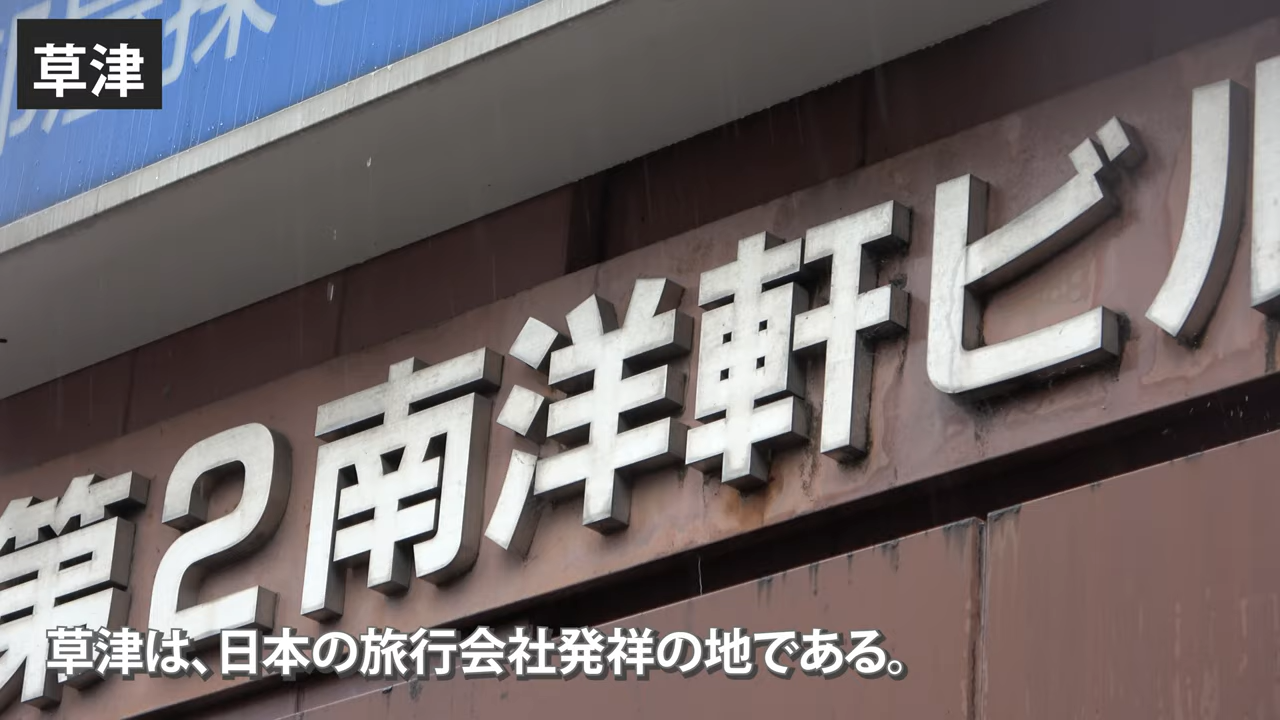 草津
第2南洋軒ビル
草津は、日本の旅行会社発祥の地である。